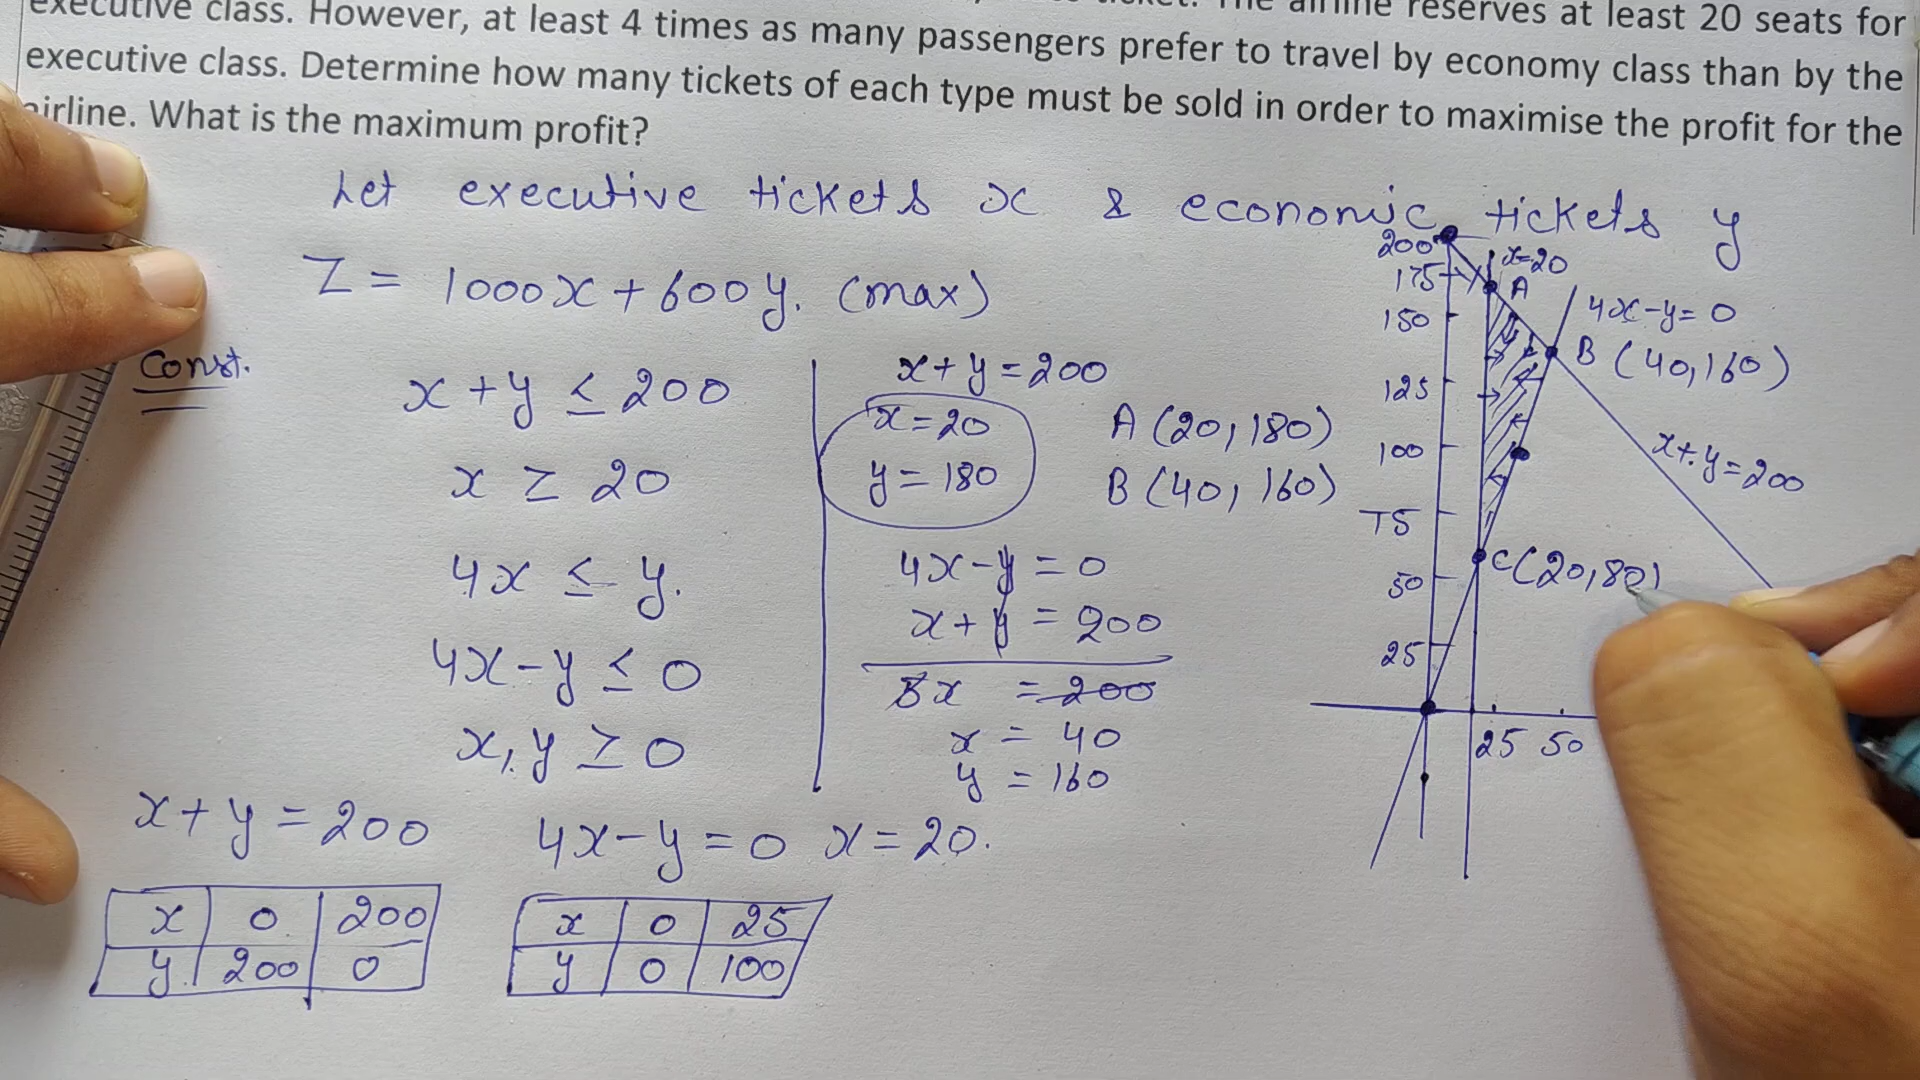 executive class. However, at least 4 times as many passengers prefer to travel by economy class than by the
executive class. Determine how many tickets of each type must be sold in order to maximise the profit for the
airline. What is the maximum profit?
Let executive tickets x & economic tickets y
Z = 1000x + 600y. (max)
Const.
x + y ≤ 200
x ≥ 20
4x ≤ y.
4x - y ≤ 0
x, y ≥ 0
x + y = 200
x = 20
y = 180
A (20, 180)
B (40, 160)
4x - y = 0
x + y = 200
5x = 200
x = 40
y = 160
x + y = 200
x 0 200
y 200 0
4x - y = 0 x = 20.
x 0 25
y 0 100
200
175
150
125
100
75
50
25
x=20
A
4x-y=0
B (40,160)
x+y=200
C(20,80)
25 50